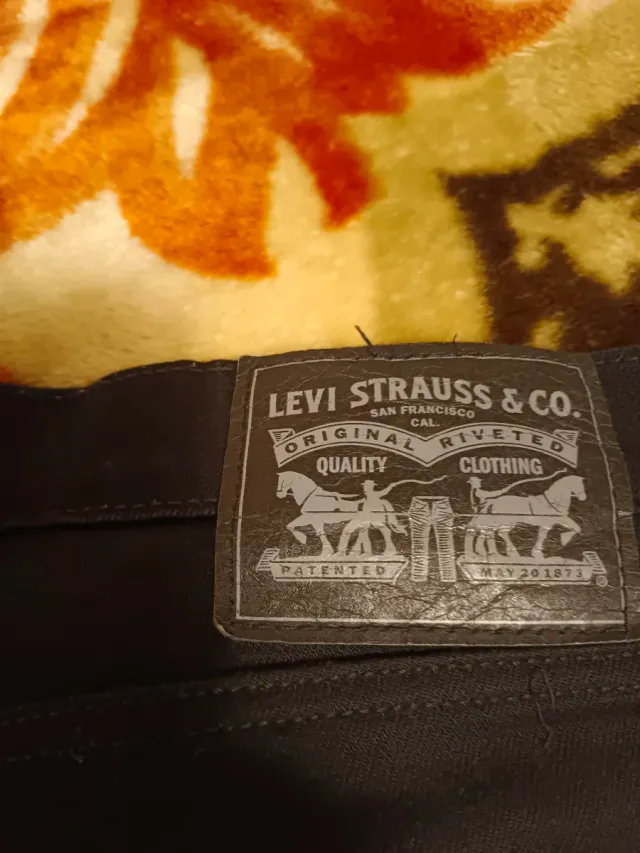 LEVI STRAUSS & CO.
SAN FRANCISCO
CAL.
ORIGINAL RIVETED
QUALITY CLOTHING
PATENTED MAY 20 1873
®